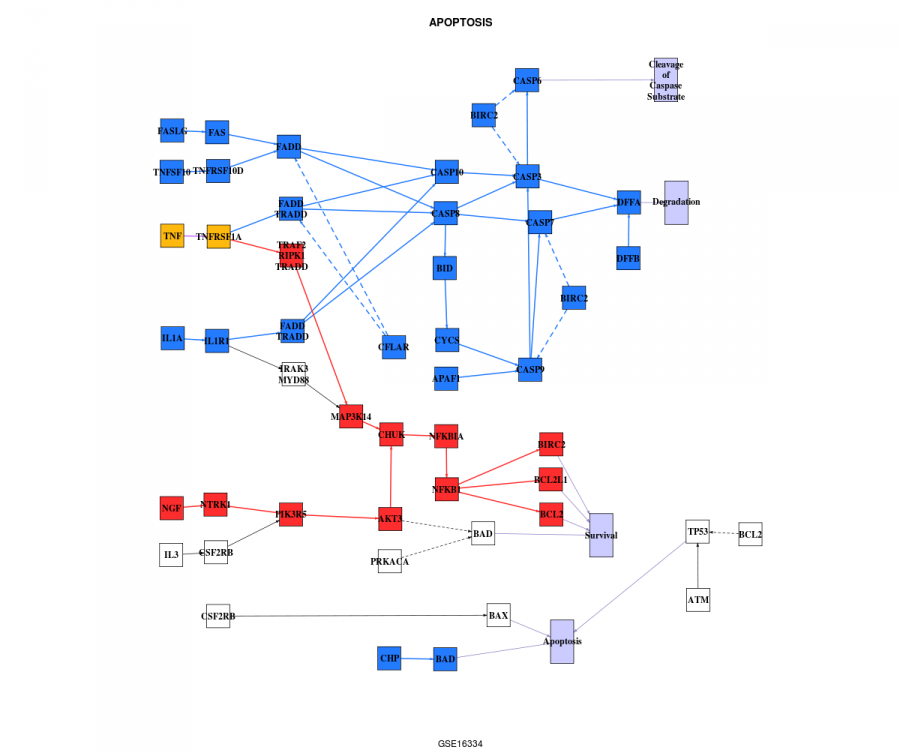 APOPTOSIS
Cleavage
of
Caspase
Substrate
CASP6
BIRC2
FASLG
FAS
FADD
TNFSF10
TNFRSF10D
CASP10
CASP3
FADD
TRADD
CASP8
CASP7
DFFA
Degradation
TNF
TNFRSF1A
TRAF2
RIPK1
TRADD
BID
DFFB
BIRC2
IL1A
IL1R1
FADD
TRADD
CFLAR
CYCS
CASP9
IRAK3
MYD88
APAF1
MAP3K14
CHUK
NFKBIA
BIRC2
BCL2L1
NFKB1
NGF
NTRK1
PIK3R5
AKT3
BCL2
BAD
Survival
TP53
BCL2
IL3
CSF2RB
PRKACA
ATM
CSF2RB
BAX
Apoptosis
CHP
BAD
GSE16334